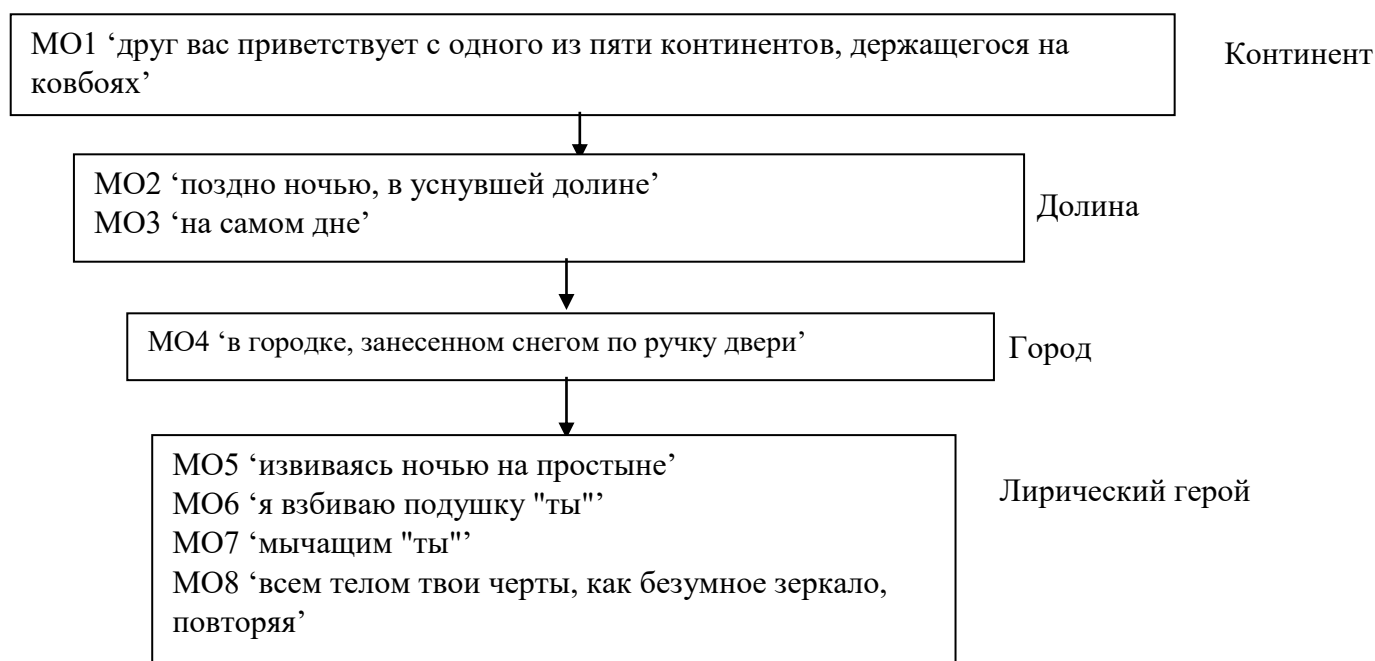 МО1 ‘друг вас приветствует с одного из пяти континентов, держащегося на
ковбоях’
Континент
МО2 ‘поздно ночью, в уснувшей долине’
МО3 ‘на самом дне’
Долина
МО4 ‘в городке, занесенном снегом по ручку двери’
Город
МО5 ‘извиваясь ночью на простыне’
МО6 ‘я взбиваю подушку "ты"’
МО7 ‘мычащим "ты"’
МО8 ‘всем телом твои черты, как безумное зеркало,
повторяя’
Лирический герой